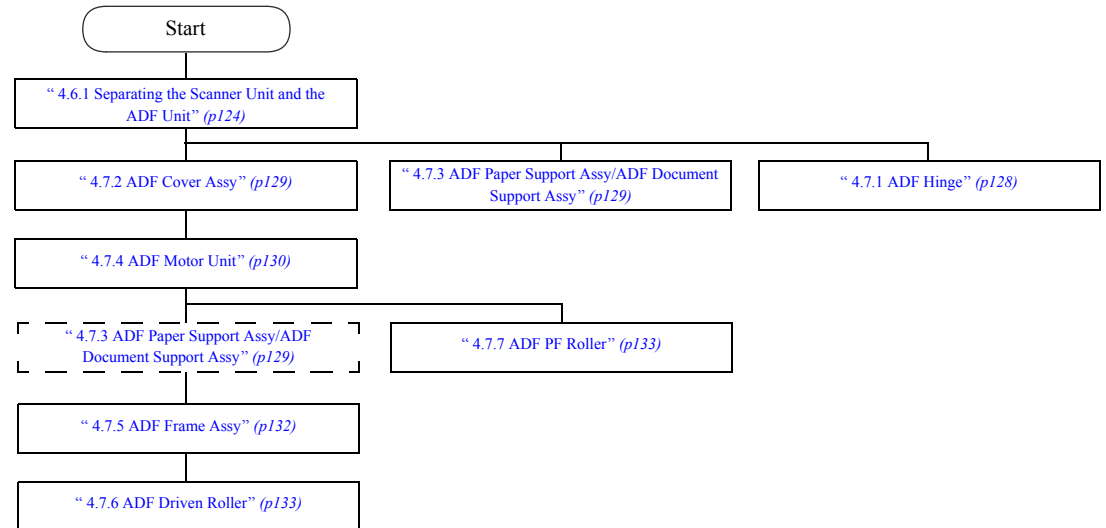 Start
“ 4.6.1 Separating the Scanner Unit and the
ADF Unit” (p124)
“ 4.7.2 ADF Cover Assy” (p129)
“ 4.7.3 ADF Paper Support Assy/ADF Document
Support Assy” (p129)
“ 4.7.1 ADF Hinge” (p128)
“ 4.7.4 ADF Motor Unit” (p130)
“ 4.7.3 ADF Paper Support Assy/ADF
Document Support Assy” (p129)
“ 4.7.7 ADF PF Roller” (p133)
“ 4.7.5 ADF Frame Assy” (p132)
“ 4.7.6 ADF Driven Roller” (p133)